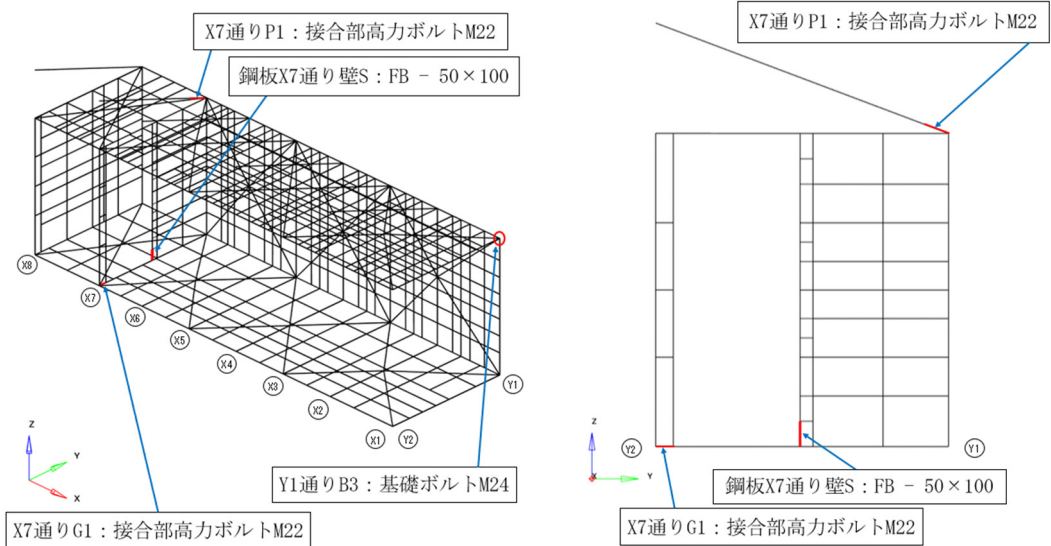 X7通りP1：接合部高力ボルトM22
鋼板X7通り壁S：FB － 50×100
X8
X7
X6
X5
X4
X3
X2
X1
Y2
Y1
Z
Y
X
Y1通りB3：基礎ボルトM24
X7通りG1：接合部高力ボルトM22
X7通りP1：接合部高力ボルトM22
Z
Y
X
Y2
Y1
鋼板X7通り壁S：FB － 50×100
X7通りG1：接合部高力ボルトM22